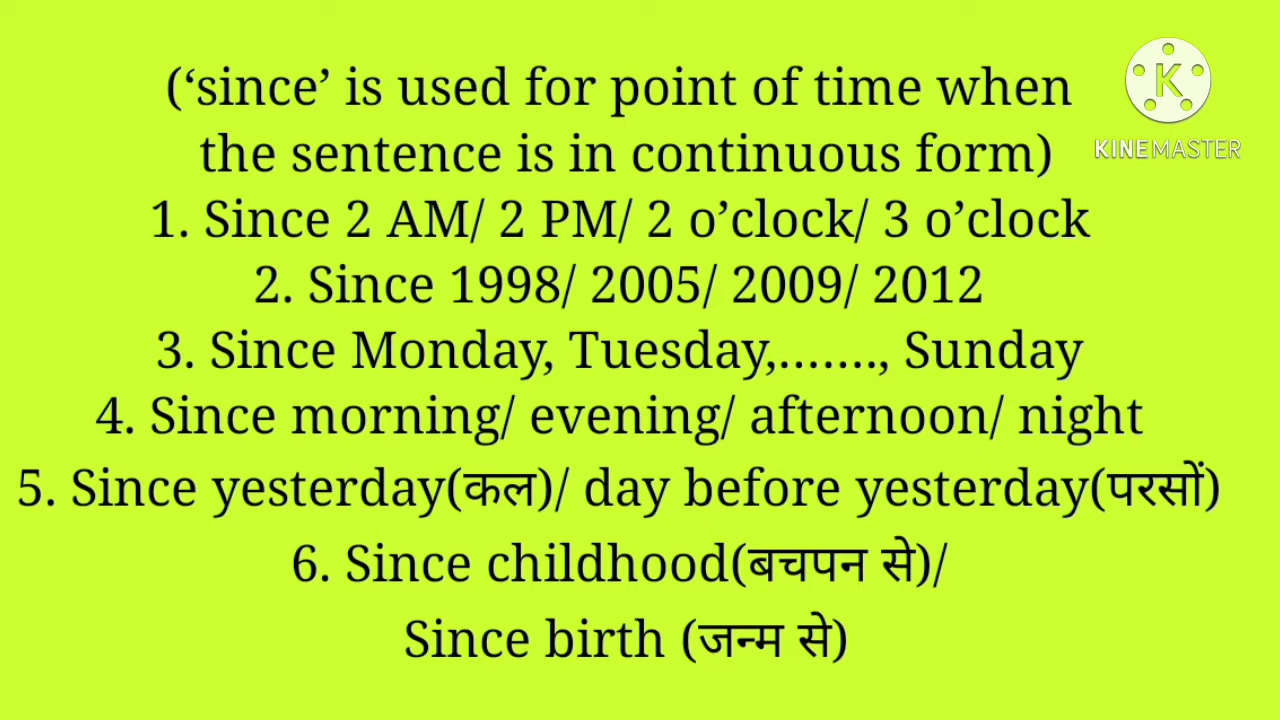 (‘since’ is used for point of time when
the sentence is in continuous form)
1. Since 2 AM/ 2 PM/ 2 o’clock/ 3 o’clock
2. Since 1998/ 2005/ 2009/ 2012
3. Since Monday, Tuesday,……., Sunday
4. Since morning/ evening/ afternoon/ night
5. Since yesterday(कल)/ day before yesterday(परसों)
6. Since childhood(बचपन से)/
Since birth (जन्म से)
K
KINEMASTER